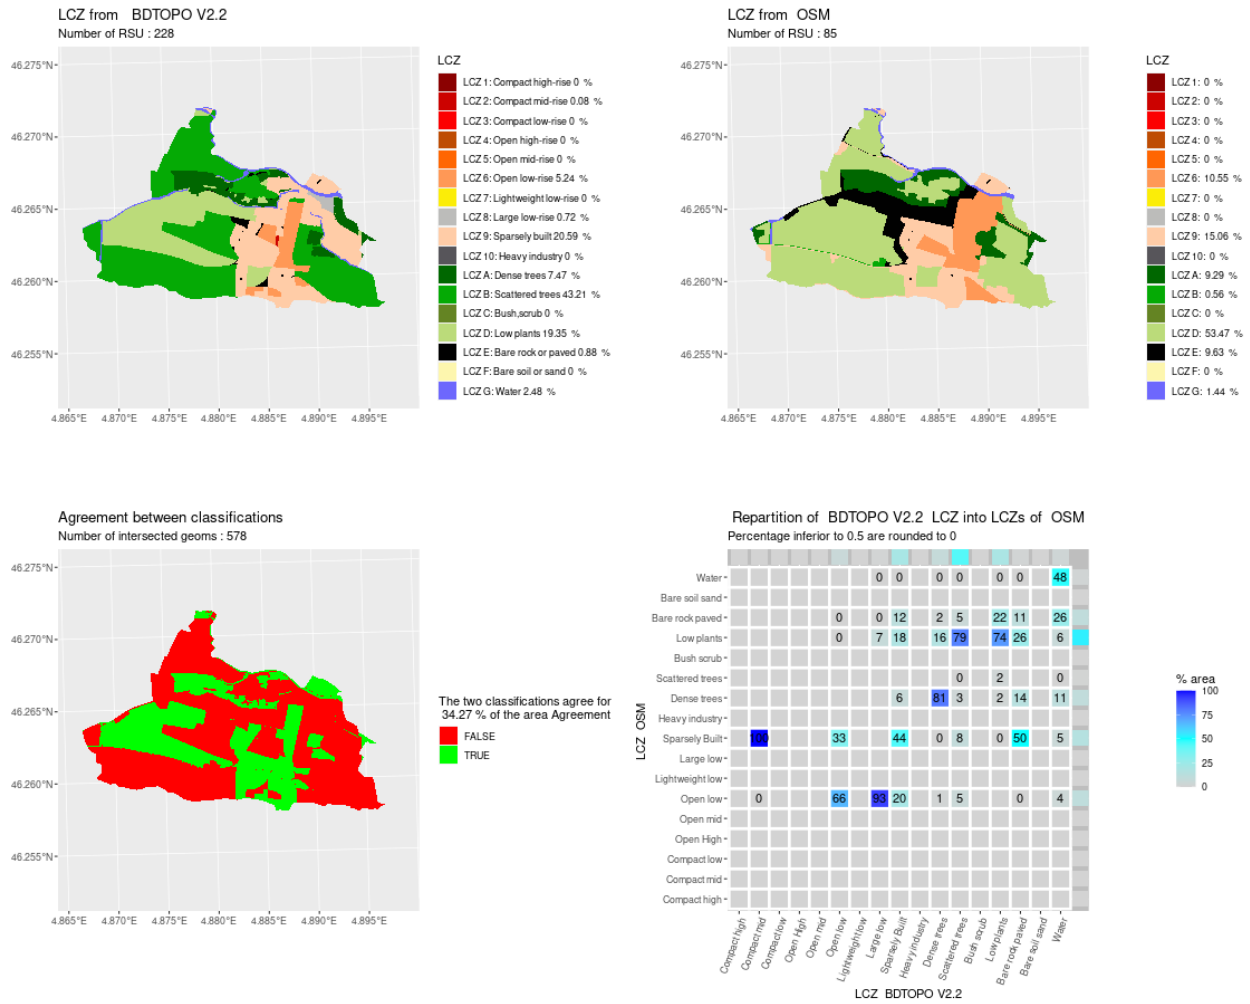 LCZ from   BDTOPO V2.2
Number of RSU : 228
46.275°N
46.270°N
46.265°N
46.260°N
46.255°N
4.865°E 4.870°E 4.875°E 4.880°E 4.885°E 4.890°E 4.895°E
LCZ
LCZ 1: Compact high-rise 0 %
LCZ 2: Compact mid-rise 0.08 %
LCZ 3: Compact low-rise 0 %
LCZ 4: Open high-rise 0 %
LCZ 5: Open mid-rise 0 %
LCZ 6: Open low-rise 5.24 %
LCZ 7: Lightweight low-rise 0 %
LCZ 8: Large low-rise 0.72 %
LCZ 9: Sparsely built 20.59 %
LCZ 10: Heavy industry 0 %
LCZ A: Dense trees 7.47 %
LCZ B: Scattered trees 43.21 %
LCZ C: Bush,scrub 0 %
LCZ D: Low plants 19.35 %
LCZ E: Bare rock or paved 0.88 %
LCZ F: Bare soil or sand 0 %
LCZ G: Water 2.48 %
LCZ from  OSM
Number of RSU : 85
46.275°N
46.270°N
46.265°N
46.260°N
46.255°N
4.865°E 4.870°E 4.875°E 4.880°E 4.885°E 4.890°E 4.895°E
LCZ
LCZ 1: 0 %
LCZ 2: 0 %
LCZ 3: 0 %
LCZ 4: 0 %
LCZ 5: 0 %
LCZ 6: 10.55 %
LCZ 7: 0 %
LCZ 8: 0 %
LCZ 9: 15.06 %
LCZ 10: 0 %
LCZ A: 9.29 %
LCZ B: 0.56 %
LCZ C: 0 %
LCZ D: 53.47 %
LCZ E: 9.63 %
LCZ F: 0 %
LCZ G: 1.44 %
Agreement between classifications
Number of intersected geoms : 578
46.275°N
46.270°N
46.265°N
46.260°N
46.255°N
4.865°E 4.870°E 4.875°E 4.880°E 4.885°E 4.890°E 4.895°E
The two classifications agree for
34.27 % of the area Agreement
FALSE
TRUE
Repartition of  BDTOPO V2.2  LCZ into LCZs of  OSM
Percentage inferior to 0.5 are rounded to 0
LCZ OSM
Water 0 0 0 0 0 0 48
Bare soil sand
Bare rock paved 0 0 12 2 5 22 11 26
Low plants 0 7 18 16 79 74 26 6
Bush scrub
Scattered trees 0 2 0
Dense trees 6 81 3 2 14 11
Heavy industry
Sparsely Built 100 33 44 0 8 0 50 5
Large low
Lightweight low
Open low 0 66 93 20 1 5 0 4
Open mid
Open High
Compact low
Compact mid
Compact high
Compact high
Compact mid
Compact low
Open High
Open mid
Open low
Lightweight low
Large low
Sparsely Built
Heavy industry
Dense trees
Scattered trees
Bush scrub
Low plants
Bare rock paved
Bare soil sand
Water
LCZ BDTOPO V2.2
% area
100
75
50
25
0